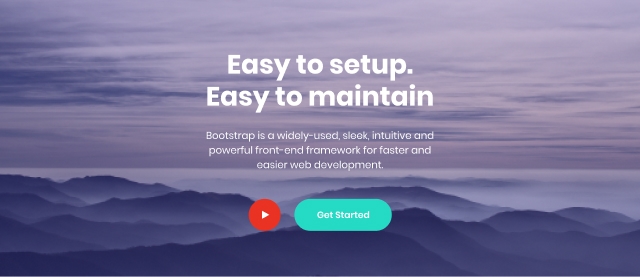 Easy to setup.
Easy to maintain
Bootstrap is a widely-used, sleek, intuitive and
powerful front-end framework for faster and
easier web development.
Get Started